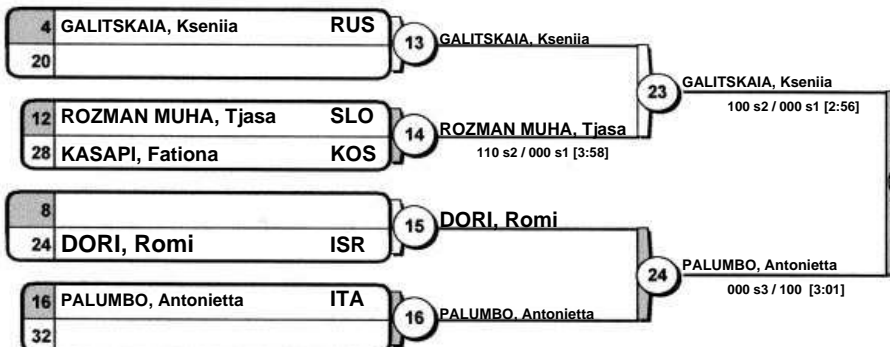 4 GALITSKAIA, Kseniia RUS
20
13 GALITSKAIA, Kseniia
12 ROZMAN MUHA, Tjasa SLO
28 KASAPI, Fationa KOS
14 ROZMAN MUHA, Tjasa
110 s2 / 000 s1 [3:58]
23 GALITSKAIA, Kseniia
100 s2 / 000 s1 [2:56]
8
24 DORI, Romi ISR
15 DORI, Romi
16 PALUMBO, Antonietta ITA
32
16 PALUMBO, Antonietta
24 PALUMBO, Antonietta
000 s3 / 100 [3:01]